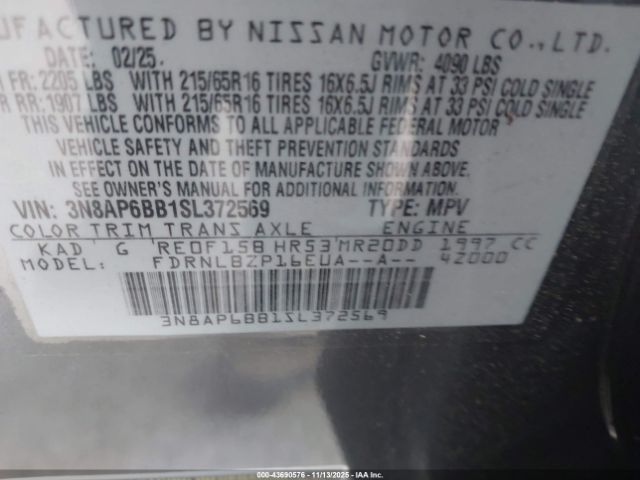 UFACTURED BY NISSAN MOTOR CO.,LTD.
DATE: 02/25. GVWR: 4090 LBS
FR: 2205 LBS WITH 215/65R16 TIRES 16X6.5J RIMS AT 33 PSI COLD SINGLE
R RR: 1907 LBS WITH 215/65R16 TIRES 16X6.5J RIMS AT 33 PSI COLD SINGLE
THIS VEHICLE CONFORMS TO ALL APPLICABLE FEDERAL MOTOR
VEHICLE SAFETY AND THEFT PREVENTION STANDARDS
IN EFFECT ON THE DATE OF MANUFACTURE SHOWN ABOVE.
SEE OWNER'S MANUAL FOR ADDITIONAL INFORMATION.
VIN: 3N8AP6BB1SL372569 TYPE: MPV
COLOR TRIM TRANS AXLE ENGINE
KAD G RE0F15B HR53 MR20DD 1997 CC
MODEL: FDRNLBZP16EUA--A-- 42000
3N8AP6BB1SL372569
000-43690576 - 11/13/2025 - IAA Inc.